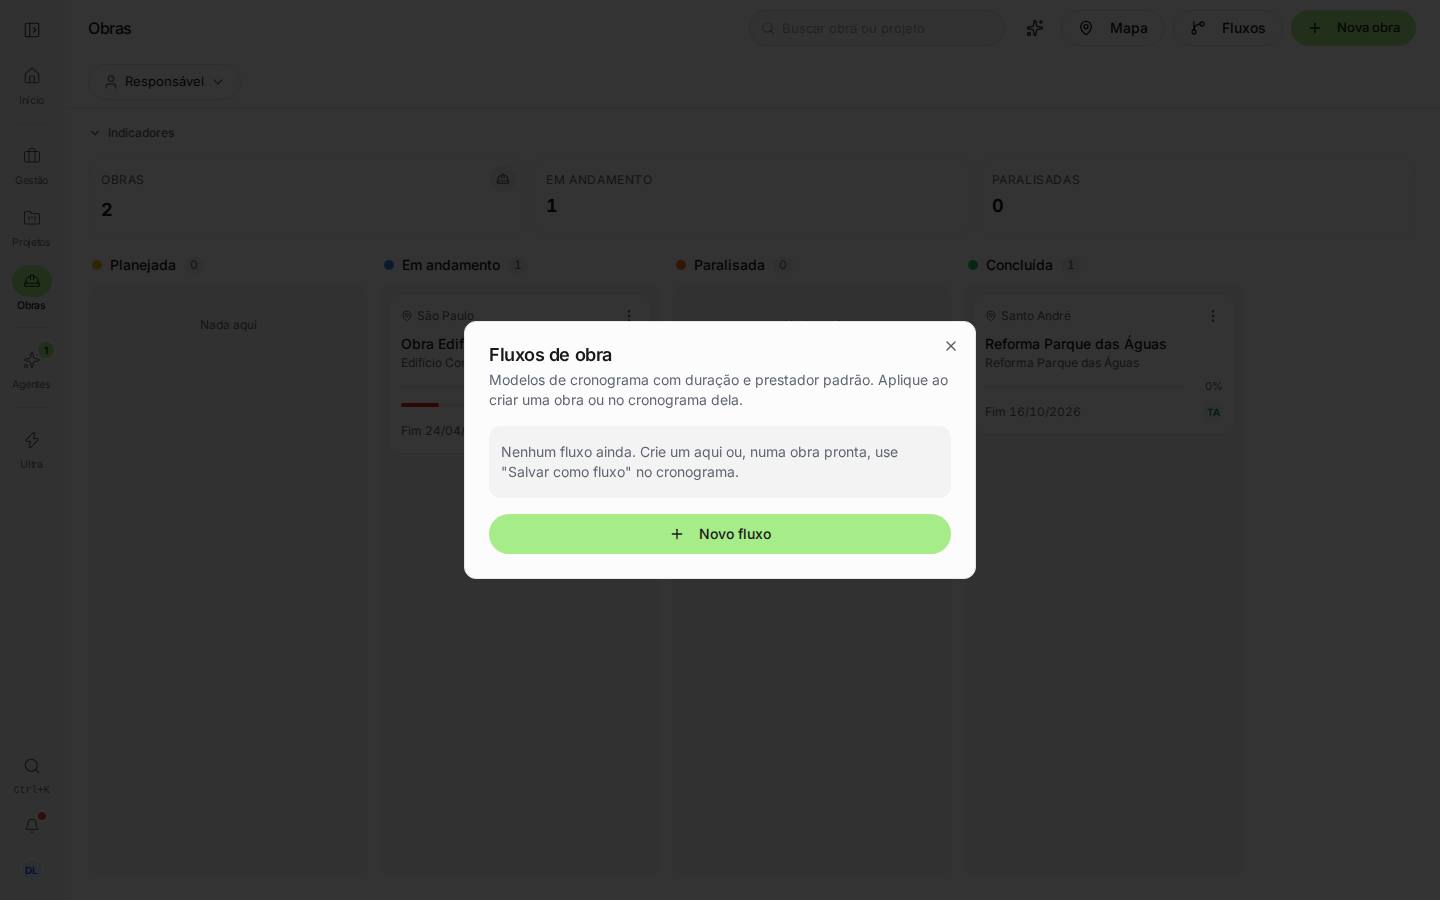 Obras
Buscar obra ou projeto
Mapa
Fluxos
Nova obra
Início
Responsável
Indicadores
Gestão
OBRAS
2
EM ANDAMENTO
1
PARALISADAS
0
Projetos
Obras
Planejada 0
Em andamento 1
Paralisada 0
Concluída 1
Nada aqui
São Paulo
Obra Edif
Fim 24/04/
Santo André
Reforma Parque das Águas
Reforma Parque das Águas
0%
Fim 16/10/2026
TA
1
Agentes
Ultra
Fluxos de obra
Modelos de cronograma com duração e prestador padrão. Aplique ao
criar uma obra ou no cronograma dela.
Nenhum fluxo ainda. Crie um aqui ou, numa obra pronta, use
"Salvar como fluxo" no cronograma.
Novo fluxo
Ctrl+K
DL